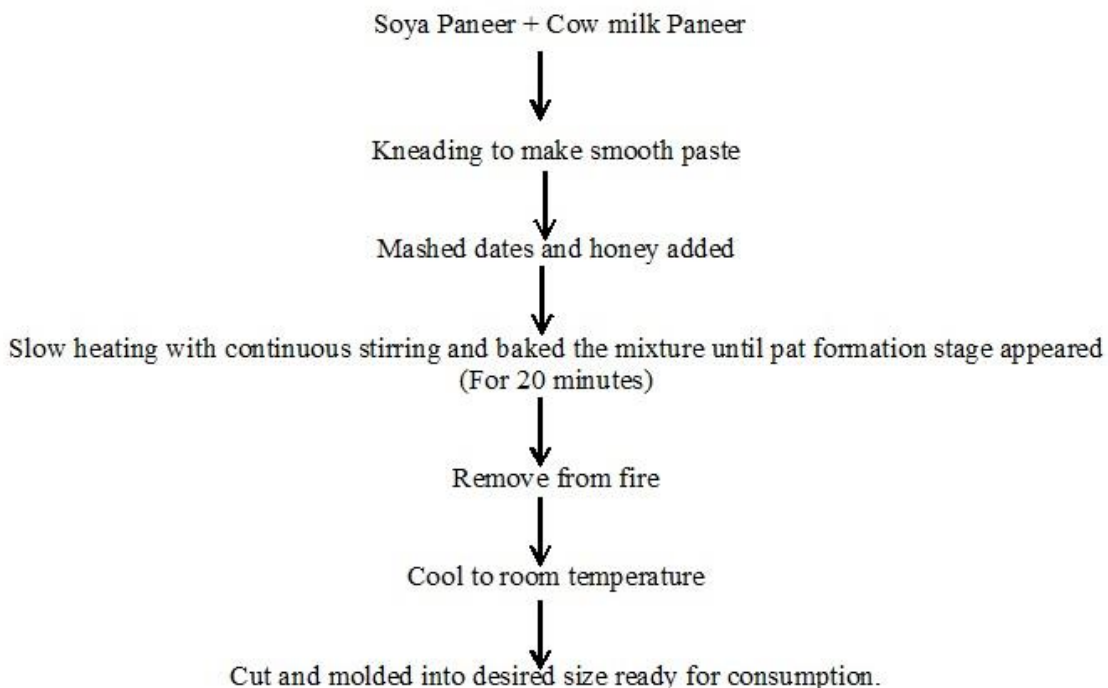 Soya Paneer + Cow milk Paneer
Kneading to make smooth paste
Mashed dates and honey added
Slow heating with continuous stirring and baked the mixture until pat formation stage appeared
(For 20 minutes)
Remove from fire
Cool to room temperature
Cut and molded into desired size ready for consumption.